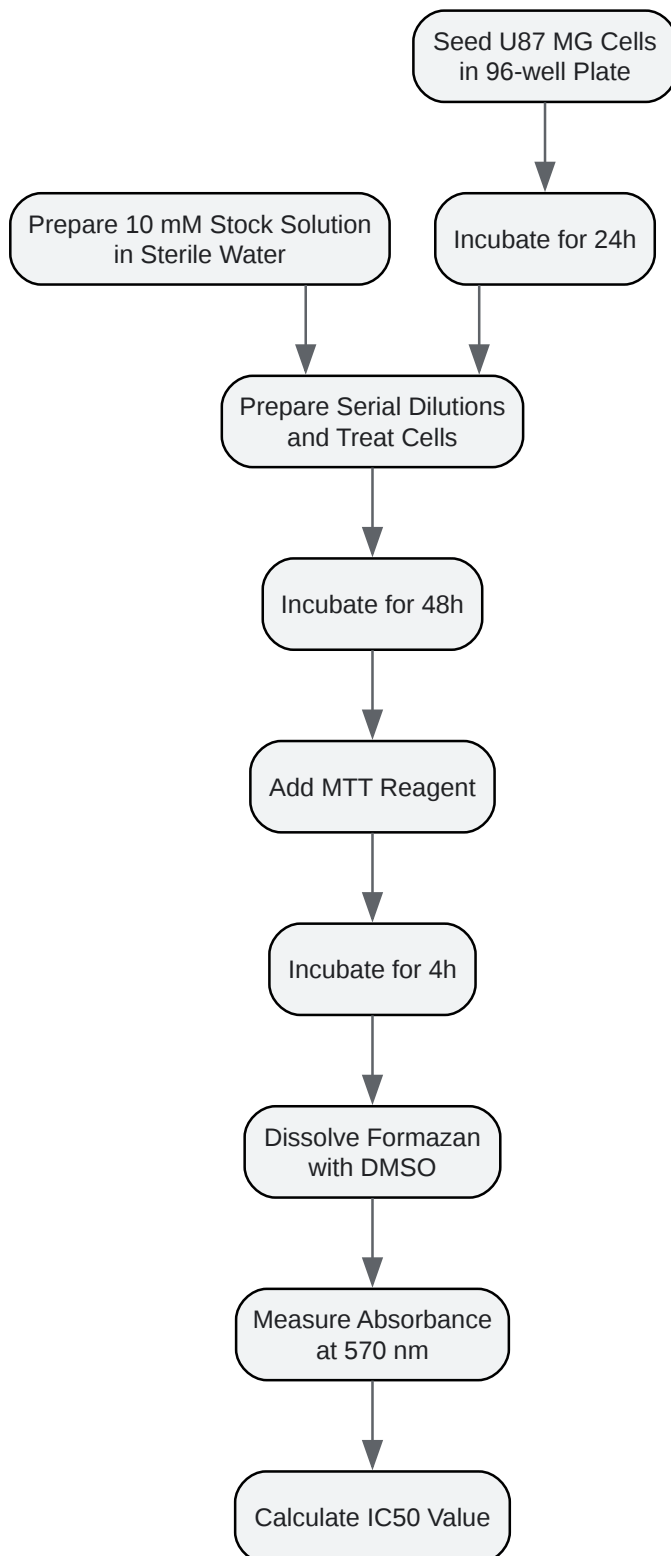 Seed U87 MG Cells
in 96-well Plate
Prepare 10 mM Stock Solution
in Sterile Water
Incubate for 24h
Prepare Serial Dilutions
and Treat Cells
Incubate for 48h
Add MTT Reagent
Incubate for 4h
Dissolve Formazan
with DMSO
Measure Absorbance
at 570 nm
Calculate IC50 Value